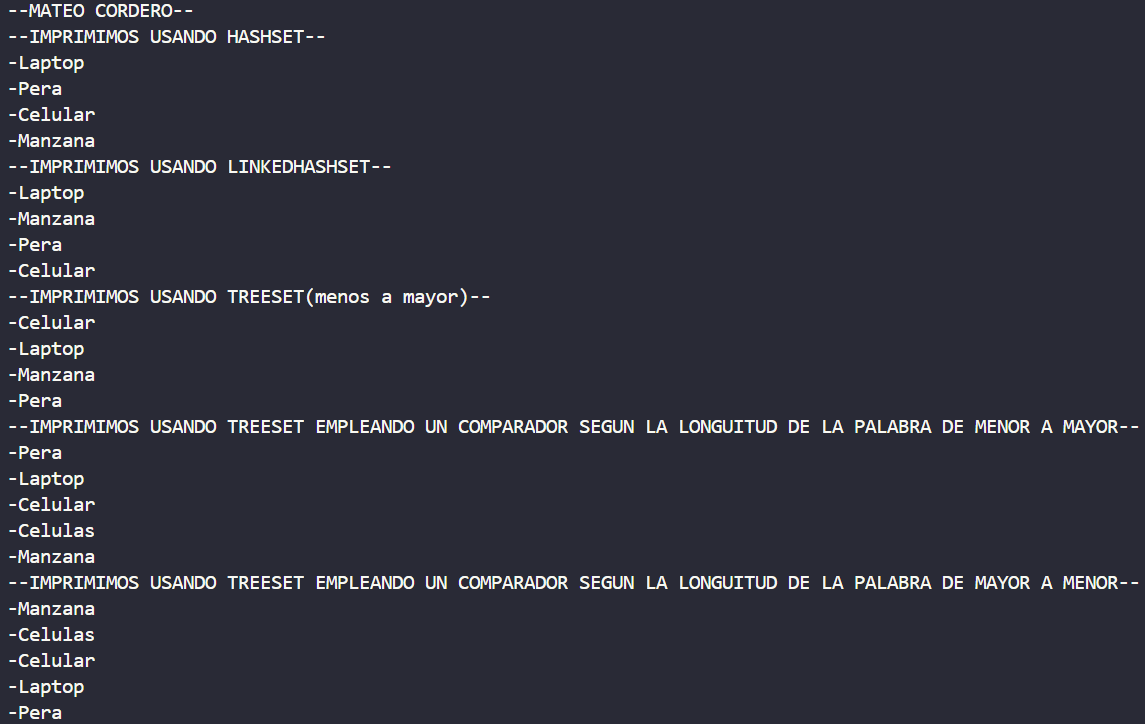 --MATEO CORDERO--
--IMPRIMIMOS USANDO HASHSET--
-Laptop
-Pera
-Celular
-Manzana
--IMPRIMIMOS USANDO LINKEDHASHSET--
-Laptop
-Manzana
-Pera
-Celular
--IMPRIMIMOS USANDO TREESET(menos a mayor)--
-Celular
-Laptop
-Manzana
-Pera
--IMPRIMIMOS USANDO TREESET EMPLEANDO UN COMPARADOR SEGUN LA LONGUITUD DE LA PALABRA DE MENOR A MAYOR--
-Pera
-Laptop
-Celular
-Celulas
-Manzana
--IMPRIMIMOS USANDO TREESET EMPLEANDO UN COMPARADOR SEGUN LA LONGUITUD DE LA PALABRA DE MAYOR A MENOR--
-Manzana
-Celulas
-Celular
-Laptop
-Pera